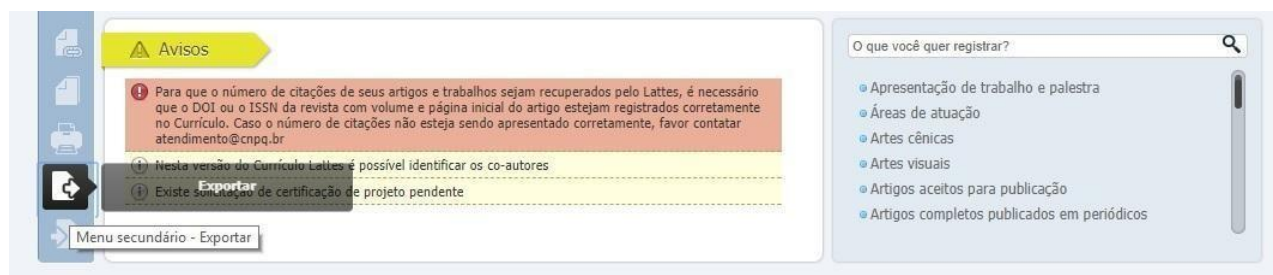 Avisos
Para que o número de citações de seus artigos e trabalhos sejam recuperados pelo Lattes, é necessário
que o DOI ou o ISSN da revista com volume e página inicial do artigo estejam registrados corretamente
no Currículo. Caso o número de citações não esteja sendo apresentado corretamente, favor contatar
atendimento@cnpq.br
Nesta versão do Currículo Lattes é possível identificar os co-autores
Existe solicitação de certificação de projeto pendente
Exportar
Menu secundário - Exportar
O que você quer registrar?
Apresentação de trabalho e palestra
Áreas de atuação
Artes cênicas
Artes visuais
Artigos aceitos para publicação
Artigos completos publicados em periódicos